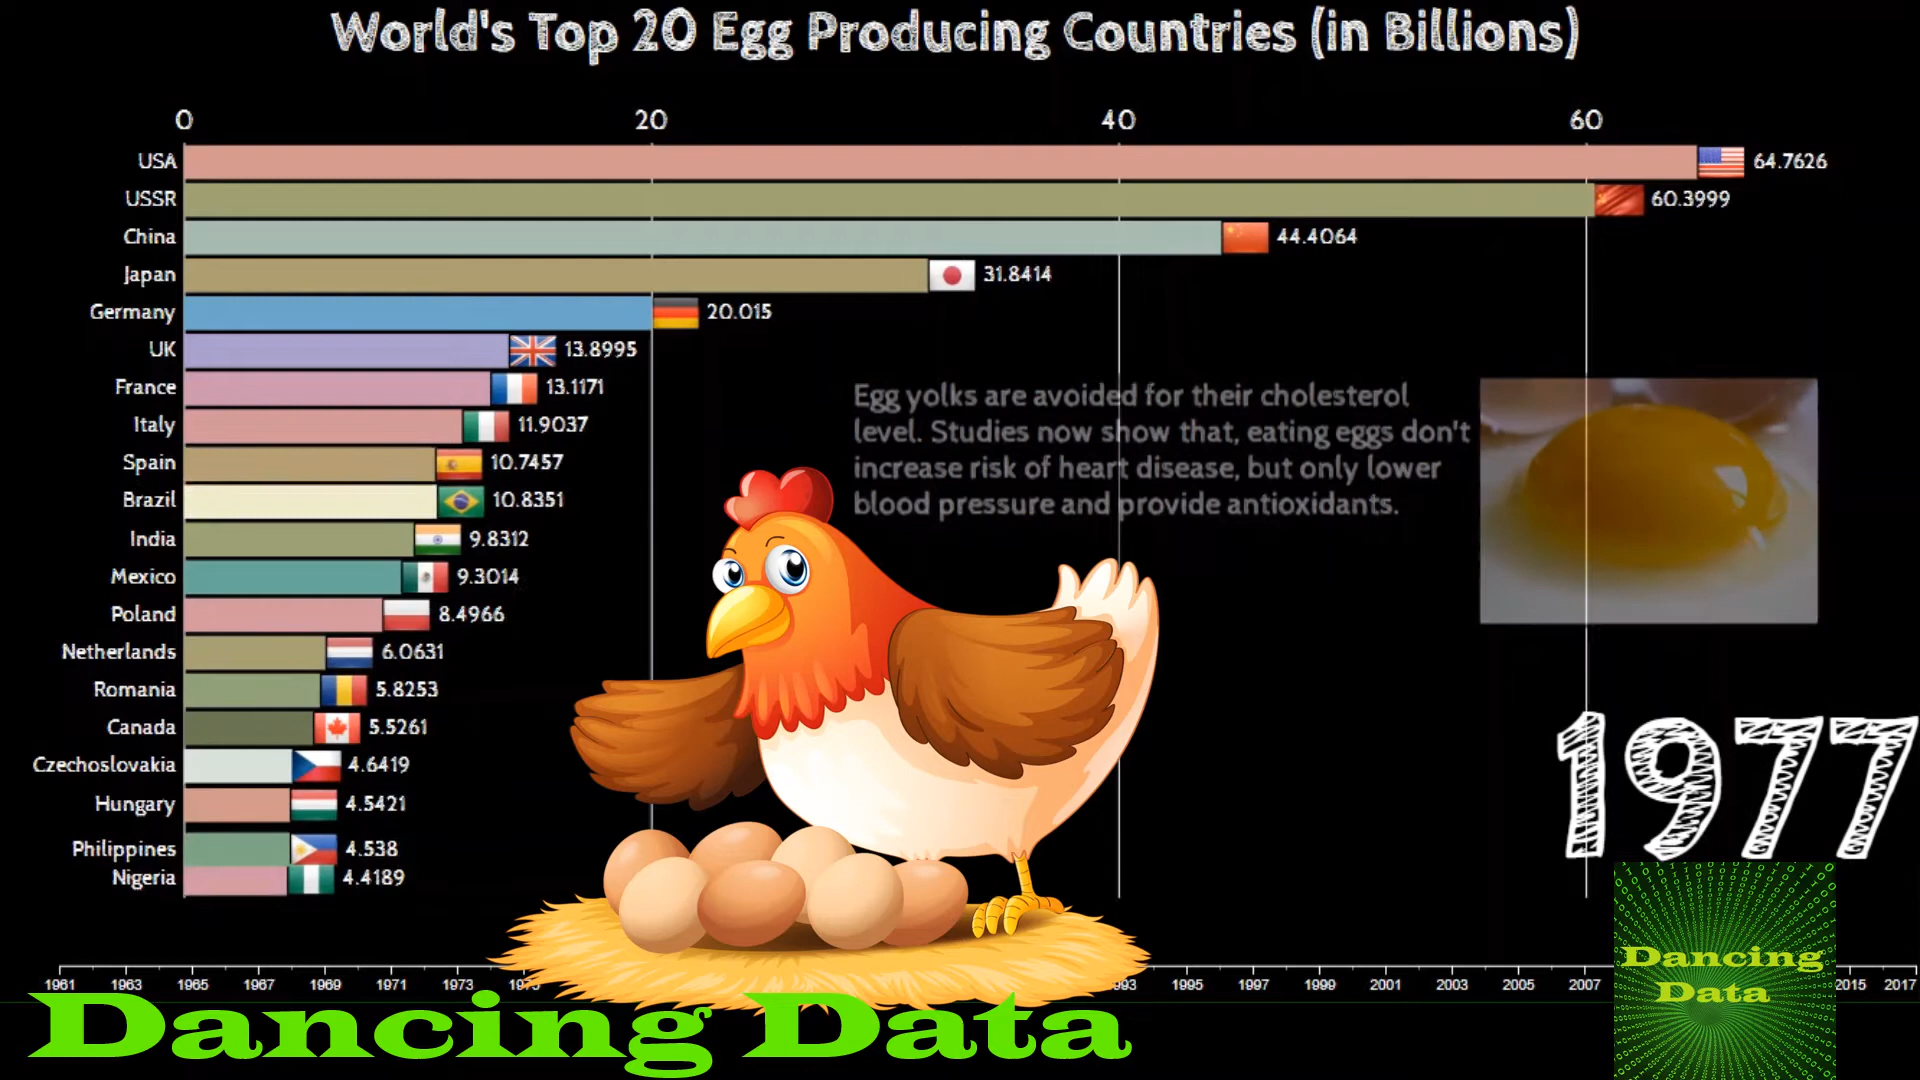 World's Top 20 Egg Producing Countries (in Billions)
0 20 40 60
USA 64.7626
USSR 60.3999
China 44.4064
Japan 31.8414
Germany 20.015
UK 13.8995
France 13.1171
Italy 11.9037
Spain 10.7457
Brazil 10.8351
India 9.8312
Mexico 9.3014
Poland 8.4966
Netherlands 6.0631
Romania 5.8253
Canada 5.5261
Czechoslovakia 4.6419
Hungary 4.5421
Philippines 4.538
Nigeria 4.4189
Egg yolks are avoided for their cholesterol
level. Studies now show that, eating eggs don't
increase risk of heart disease, but only lower
blood pressure and provide antioxidants.
1977
1961 1963 1965 1967 1969 1971 1973 1995 1997 1999 2001 2003 2005 2007 2015 2017
Dancing Data
Dancing
Data